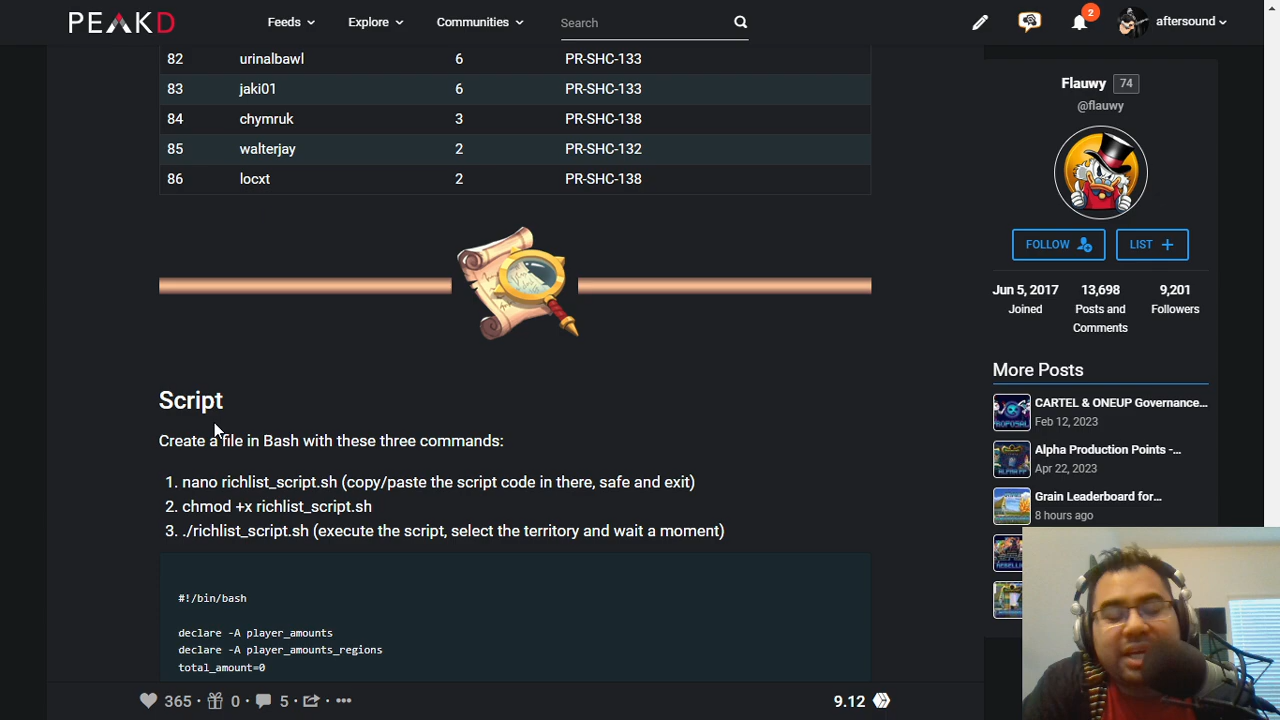 PEAKD
Feeds
Explore
Communities
Search
2
aftersound
82 urinalbawl 6 PR-SHC-133
83 jaki01 6 PR-SHC-133
84 chymruk 3 PR-SHC-138
85 walterjay 2 PR-SHC-132
86 locxt 2 PR-SHC-138
Script
Create a file in Bash with these three commands:
1. nano richlist_script.sh (copy/paste the script code in there, safe and exit)
2. chmod +x richlist_script.sh
3. ./richlist_script.sh (execute the script, select the territory and wait a moment)
#!/bin/bash
declare -A player_amounts
declare -A player_amounts_regions
total_amount=0
365 · 0 · 5 · · •••
9.12
Flauwy 74
@flauwy
FOLLOW
LIST +
Jun 5, 2017 13,698 9,201
Joined Posts and Followers
Comments
More Posts
CARTEL & ONEUP Governance...
Feb 12, 2023
Alpha Production Points -...
Apr 22, 2023
Grain Leaderboard for...
8 hours ago